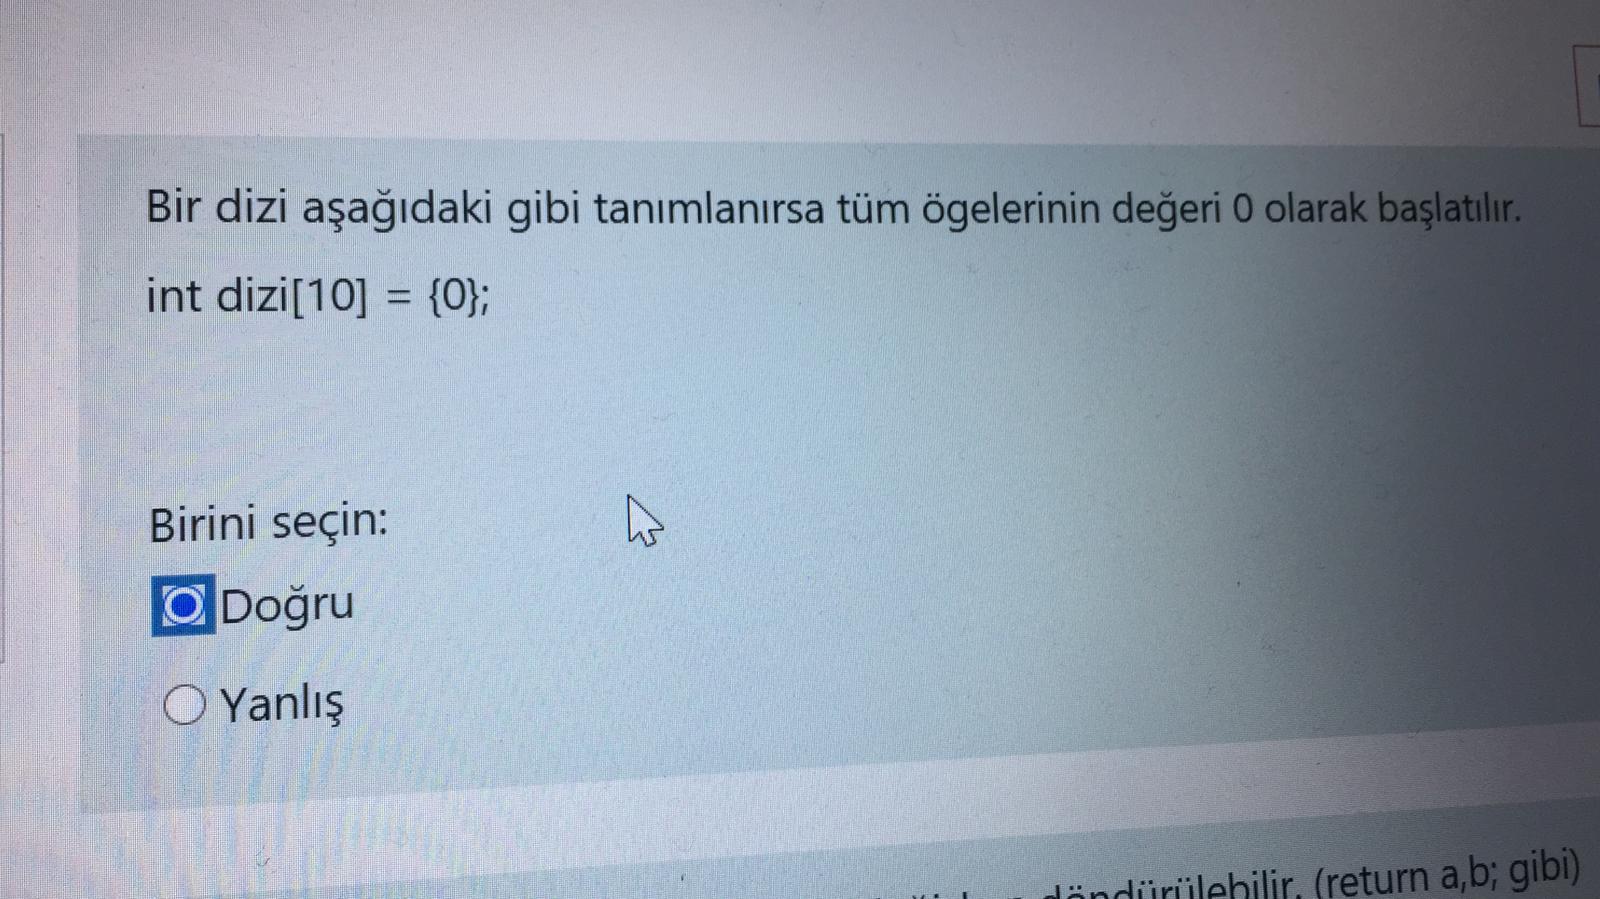 Bir dizi aşağıdaki gibi tanımlanırsa tüm ögelerinin değeri 0 olarak başlatılır.
int dizi[10] = {0};
Birini seçin:
Doğru
Yanlış
döndürülebilir. (return a,b; gibi)